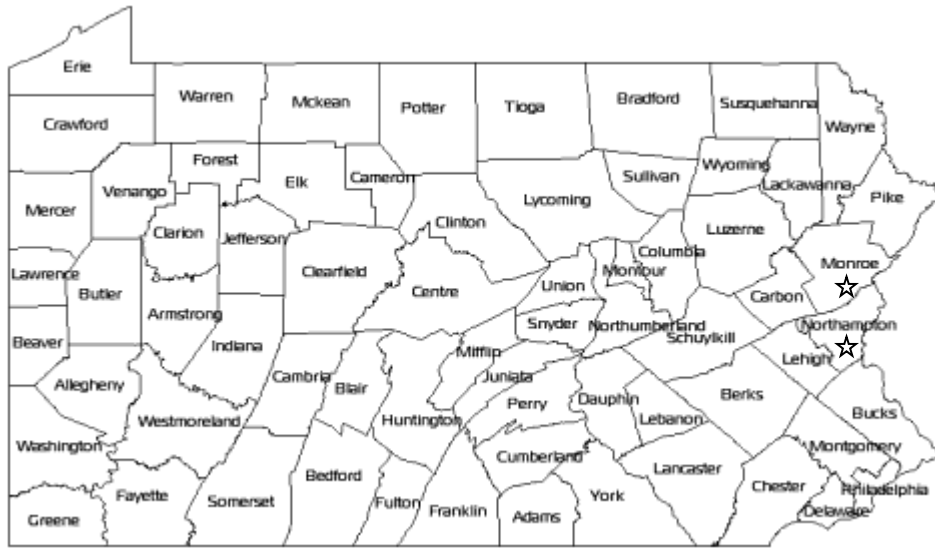 Erie
Warren
Mckean
Potter
Tioga
Bradford
Susquehanna
Crawford
Wayne
Forest
Wyoming
Venango
Elk
Cameron
Sullivan
Lackawanna
Mercer
Lycoming
Pike
Clarion
Clinton
Jefferson
Columbia
Luzerne
Monroe
Lawrence
Clearfield
Montour
Butler
Centre
Union
Carbon
Armstrong
Snyder
Northumberland
Northampton
Beaver
Indiana
Schuylkill
Mifflip
Lehigh
Allegheny
Cambria
Blair
Juniata
Westmoreland
Huntington
Perry
Dauphin
Lebanon
Berks
Bucks
Washington
Cumberland
Montgomery
Bedford
Lancaster
Fayette
Somerset
Fulton
Franklin
York
Chester
Philadelphia
Greene
Adams
Delaware